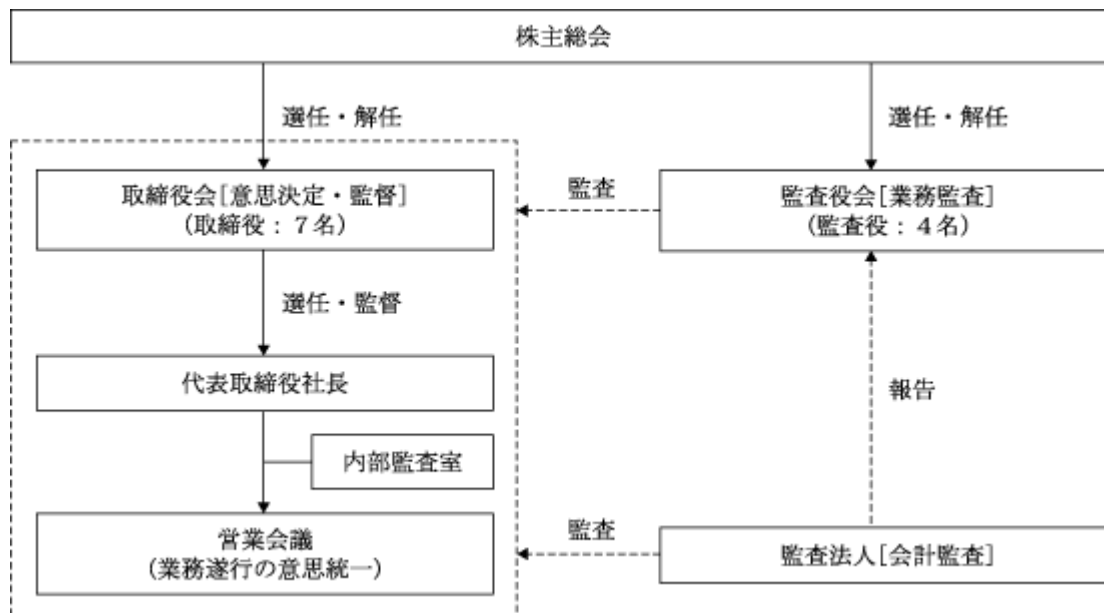 株主総会
選任・解任
選任・解任
取締役会[意思決定・監督]
(取締役：７名)
監査
監査役会[業務監査]
(監査役：４名)
選任・監督
代表取締役社長
報告
内部監査室
営業会議
(業務遂行の意思統一)
監査
監査法人[会計監査]